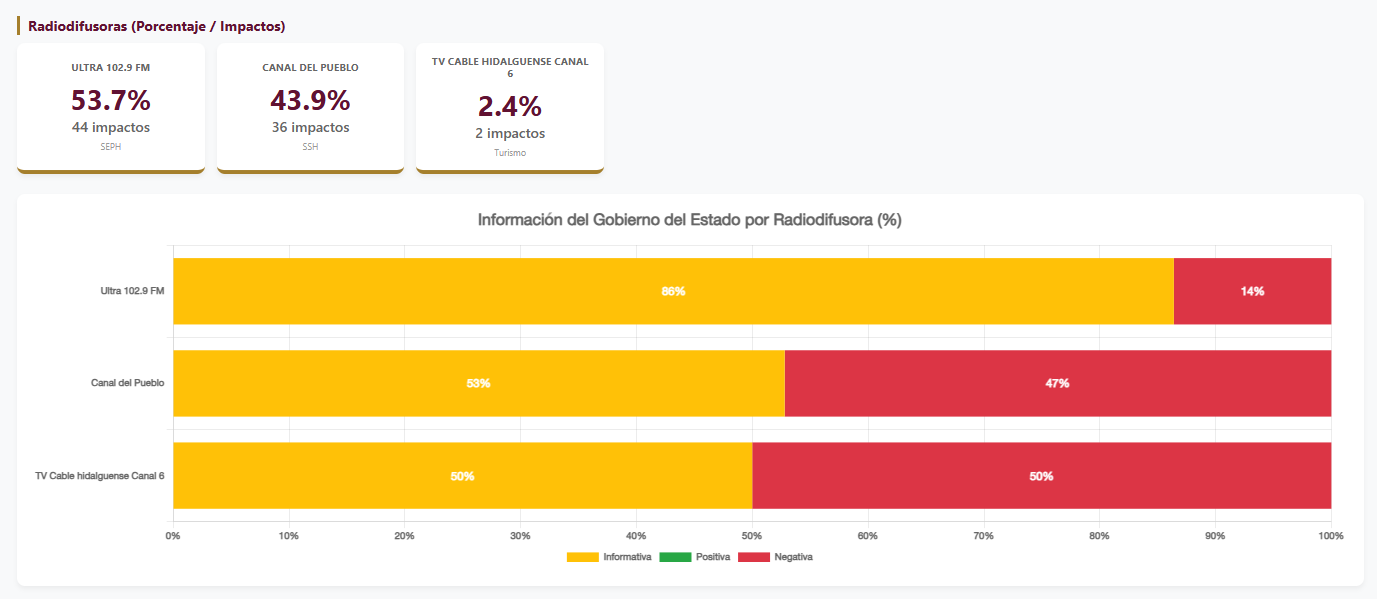 Radiodifusoras (Porcentaje / Impactos)
ULTRA 102.9 FM
53.7%
44 impactos
SEPH
CANAL DEL PUEBLO
43.9%
36 impactos
SSH
TV CABLE HIDALGUENSE CANAL
6
2.4%
2 impactos
Turismo
Información del Gobierno del Estado por Radiodifusora (%)
Ultra 102.9 FM
86%
14%
Canal del Pueblo
53%
47%
TV Cable hidalguense Canal 6
50%
50%
0%
10%
20%
30%
40%
50%
60%
70%
80%
90%
100%
Informativa
Positiva
Negativa